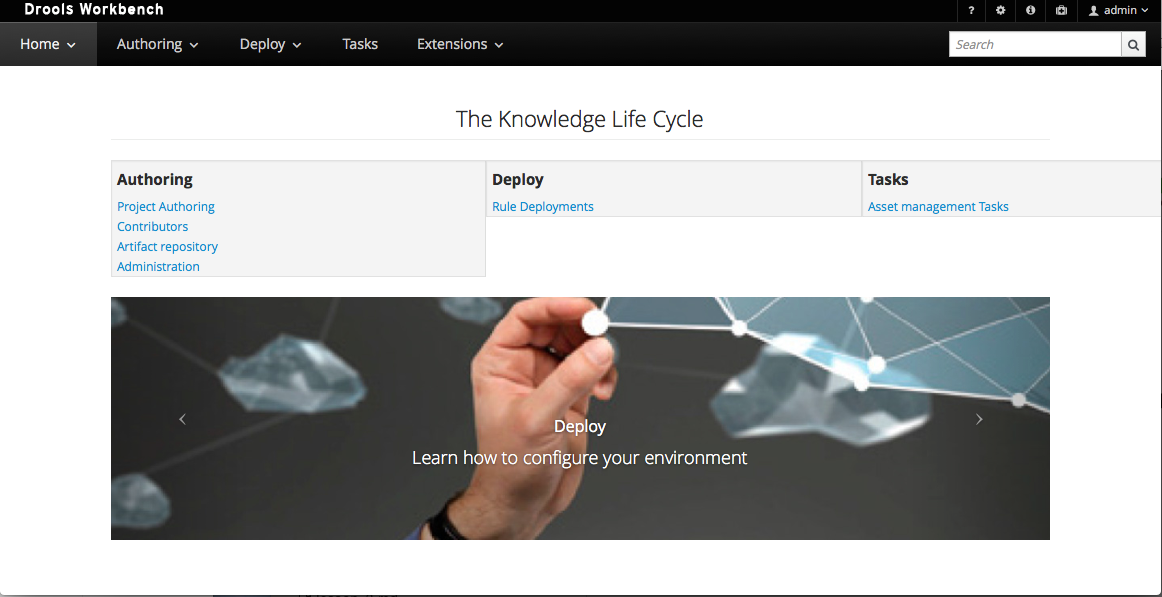 Drools Workbench
? admin
Home Authoring Deploy Tasks Extensions Search
The Knowledge Life Cycle
Authoring
Project Authoring
Contributors
Artifact repository
Administration
Deploy
Rule Deployments
Tasks
Asset management Tasks
Deploy
Learn how to configure your environment